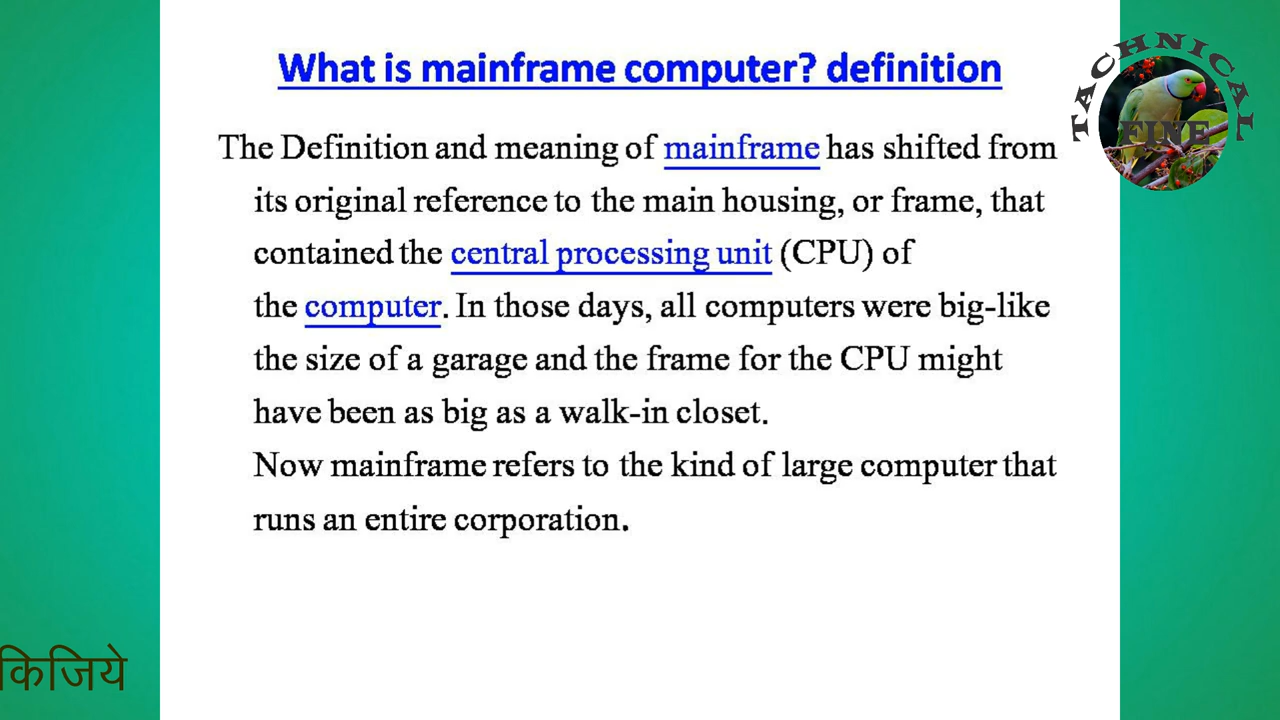 What is mainframe computer? definition
TACHNICAL
FINE
The Definition and meaning of mainframe has shifted from
its original reference to the main housing, or frame, that
contained the central processing unit (CPU) of
the computer. In those days, all computers were big-like
the size of a garage and the frame for the CPU might
have been as big as a walk-in closet.
Now mainframe refers to the kind of large computer that
runs an entire corporation.
किजिये